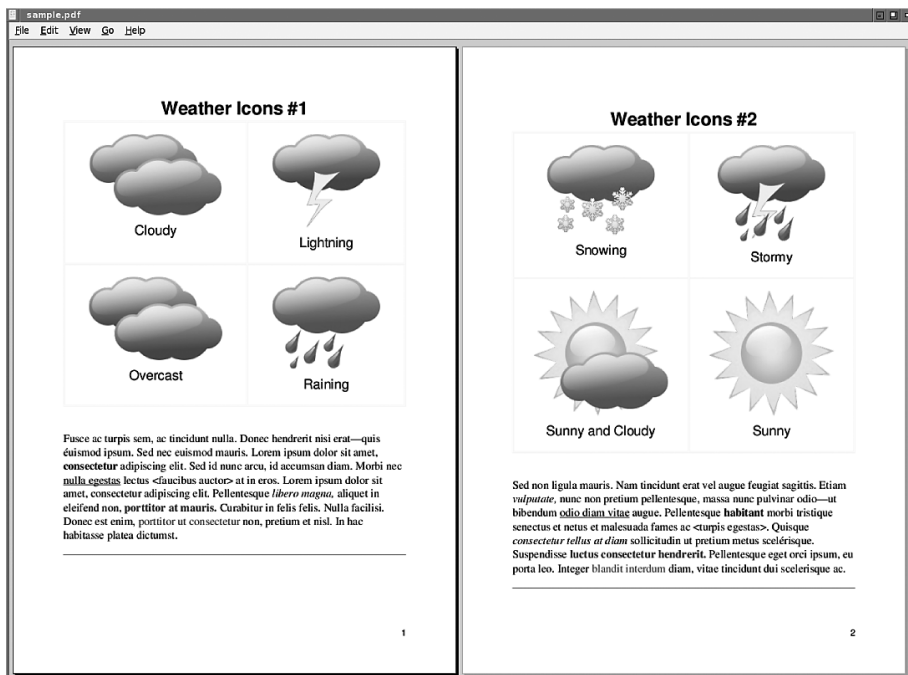 sample.pdf
File Edit View Go Help
Weather Icons #1
Cloudy
Lightning
Overcast
Raining
Fusce ac turpis sem, ac tincidunt nulla. Donec hendrerit nisi erat—quis
éuismod ipsum. Sed nec euismod mauris. Lorem ipsum dolor sit amet,
consectetur adipiscing elit. Sed id nunc arcu, id accumsan diam. Morbi nec
nulla egestas lectus <faucibus auctor> at in eros. Lorem ipsum dolor sit
amet, consectetur adipiscing elit. Pellentesque libero magna, aliquet in
eleifend non, porttitor at mauris. Curabitur in felis felis. Nulla facilisi.
Donec est enim, porttitor ut consectetur non, pretium et nisl. In hac
habitasse platea dictumst.
1
Weather Icons #2
Snowing
Stormy
Sunny and Cloudy
Sunny
Sed non ligula mauris. Nam tincidunt erat vel augue feugiat sagittis. Etiam
vulputate, nunc non pretium pellentesque, massa nunc pulvinar odio—ut
bibendum odio diam vitae augue. Pellentesque habitant morbi tristique
senectus et netus et malesuada fames ac <turpis egestas>. Quisque
consectetur tellus at diam sollicitudin ut pretium metus scelérisque.
Suspendisse luctus consectetur hendrerit. Pellentesque eget orci ipsum, eu
porta leo. Integer blandit interdum diam, vitae tincidunt dui scelerisque ac.
2